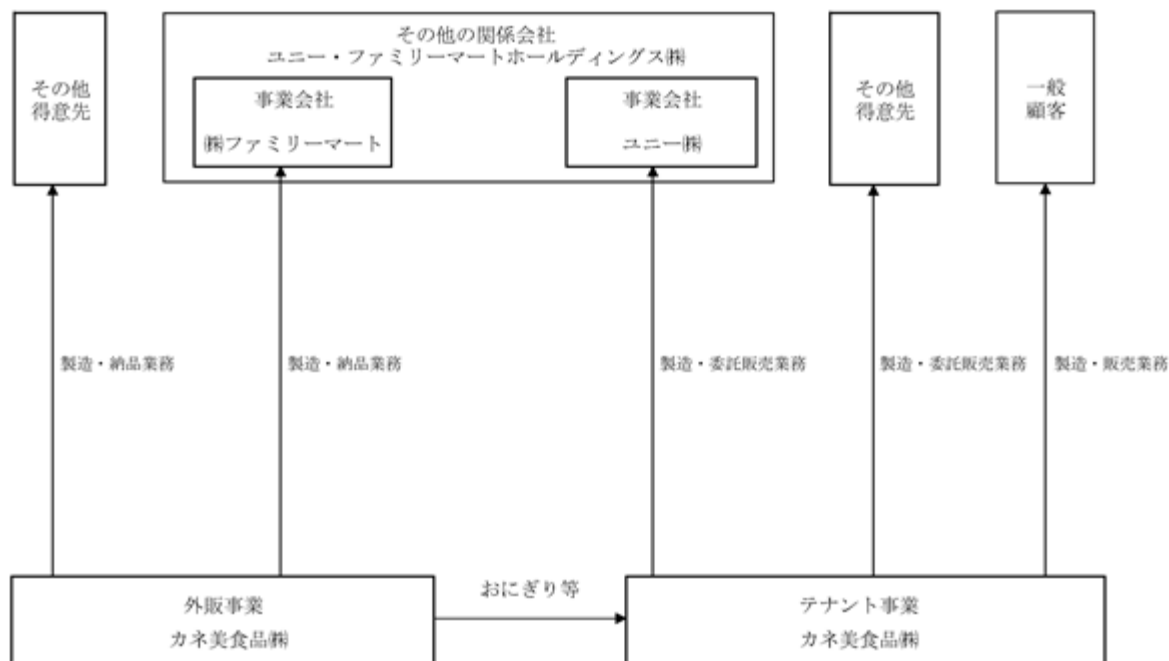 その他
得意先
その他の関係会社
ユニー・ファミリーマートホールディングス㈱
事業会社
㈱ファミリーマート
事業会社
ユニー㈱
その他
得意先
一般
顧客
製造・納品業務
製造・納品業務
製造・委託販売業務
製造・委託販売業務
製造・販売業務
外販事業
カネ美食品㈱
おにぎり等
テナント事業
カネ美食品㈱